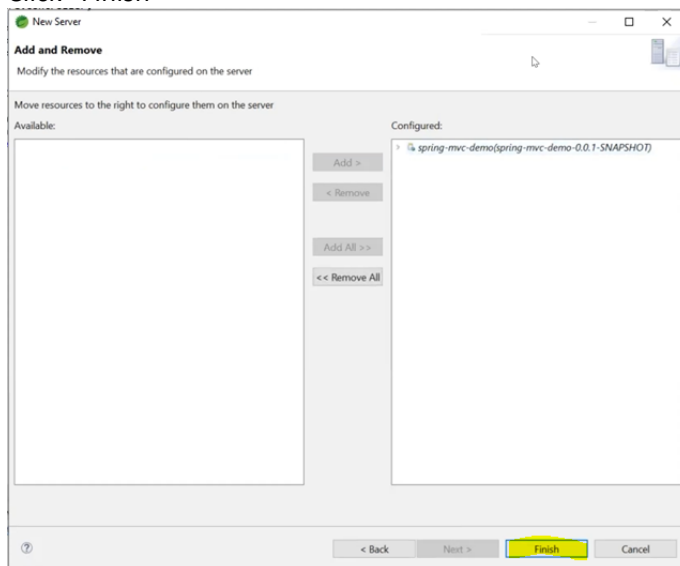 Click "Finish"
New Server
Add and Remove
Modify the resources that are configured on the server
Move resources to the right to configure them on the server
Available:
Configured:
spring-mvc-demo(spring-mvc-demo-0.0.1-SNAPSHOT)
Add >
< Remove
Add All >>
<< Remove All
?
< Back
Next >
Finish
Cancel